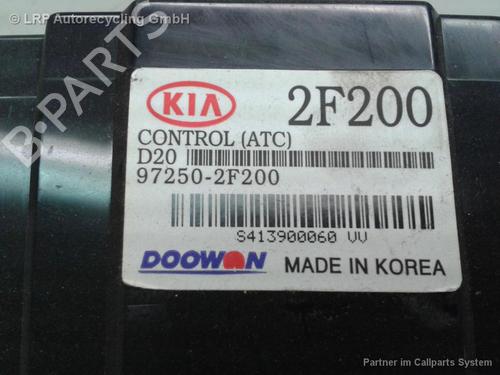 © LRP Autorecycling GmbH
B-PARTS
KIA
2F200
CONTROL (ATC)
D20
97250-2F200
S413900060 VV
DOOWON
MADE IN KOREA
Partner im Callparts System